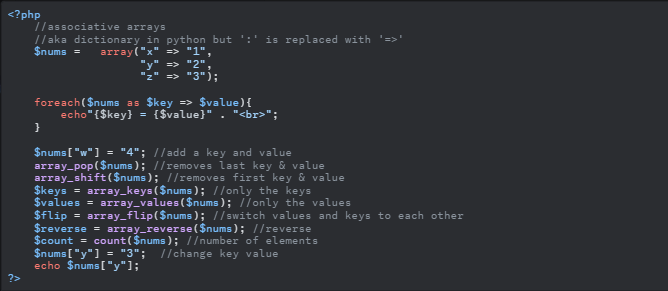 <?php
//associative arrays
//aka dictionary in python but ':' is replaced with '=>'
$nums =   array("x" => "1",
"y" => "2",
"z" => "3");
foreach($nums as $key => $value){
echo"{$key} = {$value}" . "<br>";
}
$nums["w"] = "4"; //add a key and value
array_pop($nums); //removes last key & value
array_shift($nums); //removes first key & value
$keys = array_keys($nums); //only the keys
$values = array_values($nums); //only the values
$flip = array_flip($nums); //switch values and keys to each other
$reverse = array_reverse($nums); //reverse
$count = count($nums); //number of elements
$nums["y"] = "3";  //change key value
echo $nums["y"];
?>